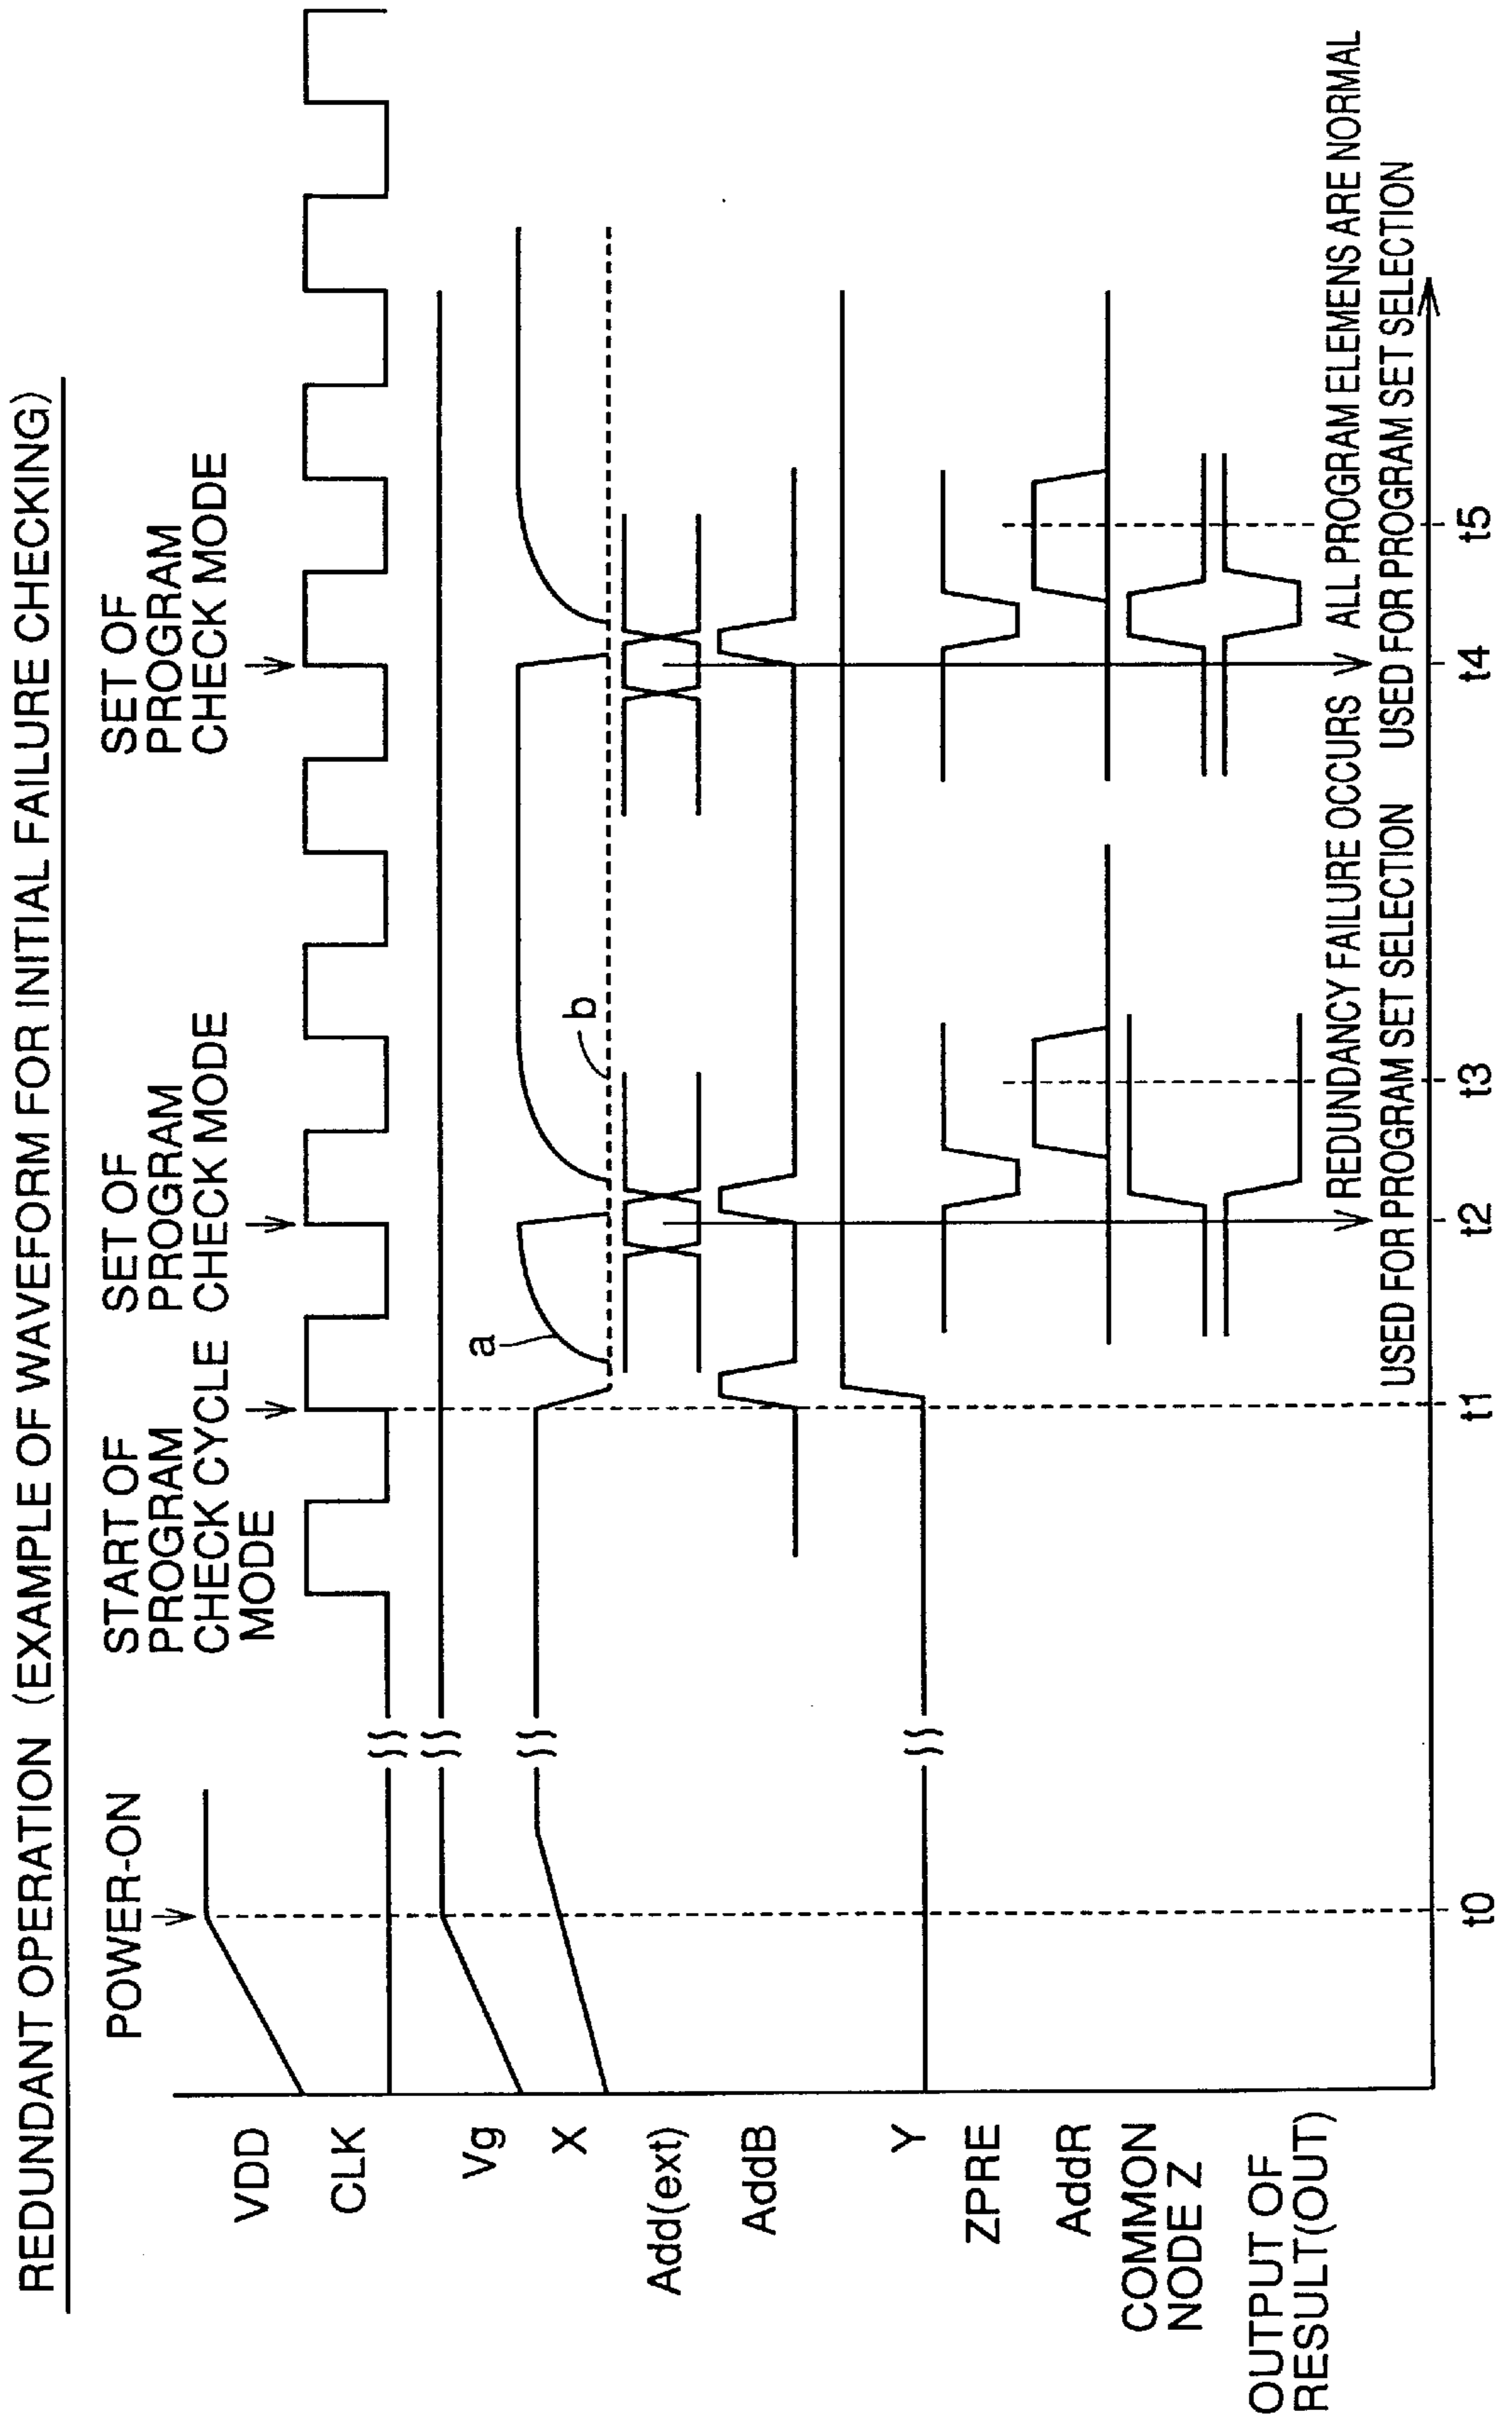 REDUNDANT OPERATION (EXAMPLE OF WAVEFORM FOR INITIAL FAILURE CHECKING)
POWER-ON
START OF
PROGRAM
CHECK CYCLE
MODE
SET OF
PROGRAM
CHECK MODE
SET OF
PROGRAM
CHECK MODE
VDD
CLK
Vg
X
a
b
Add(ext)
AddB
Y
ZPRE
AddR
COMMON
NODE Z
OUTPUT OF
RESULT(OUT)
REDUNDANCY FAILURE OCCURS
ALL PROGRAM ELEMENS ARE NORMAL
USED FOR PROGRAM SET SELECTION
USED FOR PROGRAM SET SELECTION
t0
t1
t2
t3
t4
t5